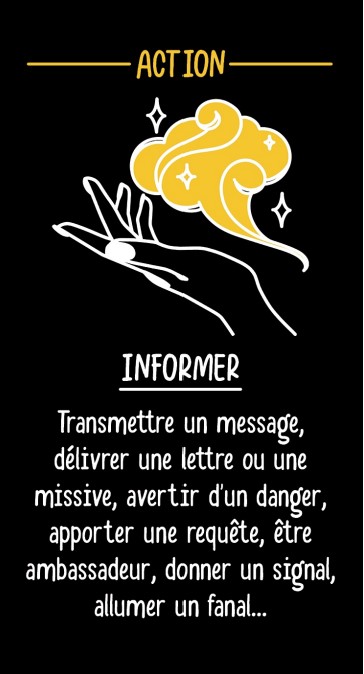 ACTION
INFORMER
Transmettre un message,
délivrer une lettre ou une
missive, avertir d'un danger,
apporter une requête, être
ambassadeur, donner un signal,
allumer un fanal...